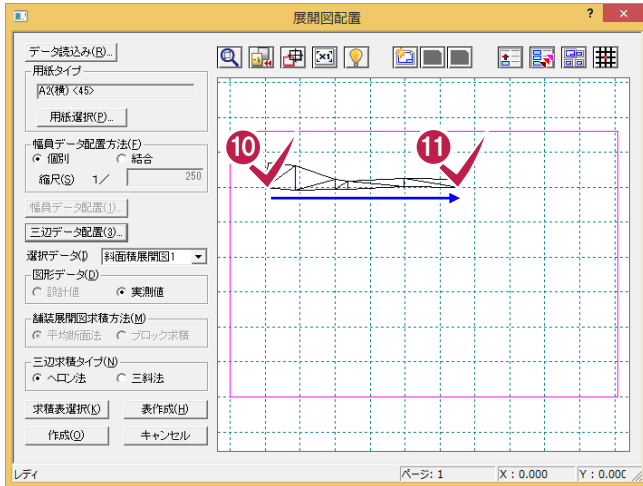 展開図配置
? ×
データ読込み(R)...
用紙タイプ
A2(横) <45>
用紙選択(P)...
幅員データ配置方法(F)
個別 結合
縮尺(S) 1/ 250
幅員データ配置(1)...
三辺データ配置(3)...
選択データ(I) 斜面積展開図1
図形データ(D)
設計値 実測値
舗装展開図求積方法(M)
平均断面法 ブロック求積
三辺求積タイプ(N)
ヘロン法 三斜法
求積表選択(K) 表作成(H)
作成(O) キャンセル
10 11
レディ ページ: 1 X : 0.000 Y : 0.00C